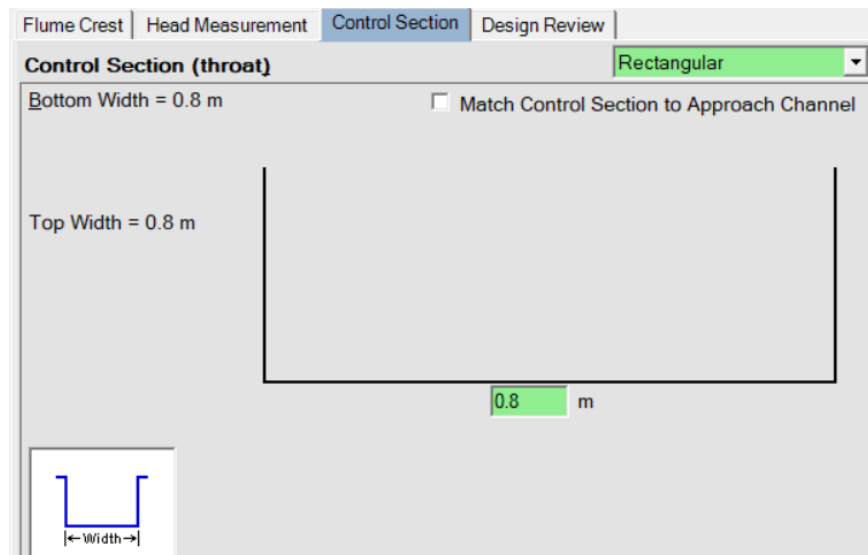 Flume Crest Head Measurement Control Section Design Review
Control Section (throat) Rectangular
Bottom Width = 0.8 m Match Control Section to Approach Channel
Top Width = 0.8 m
0.8 m
Width